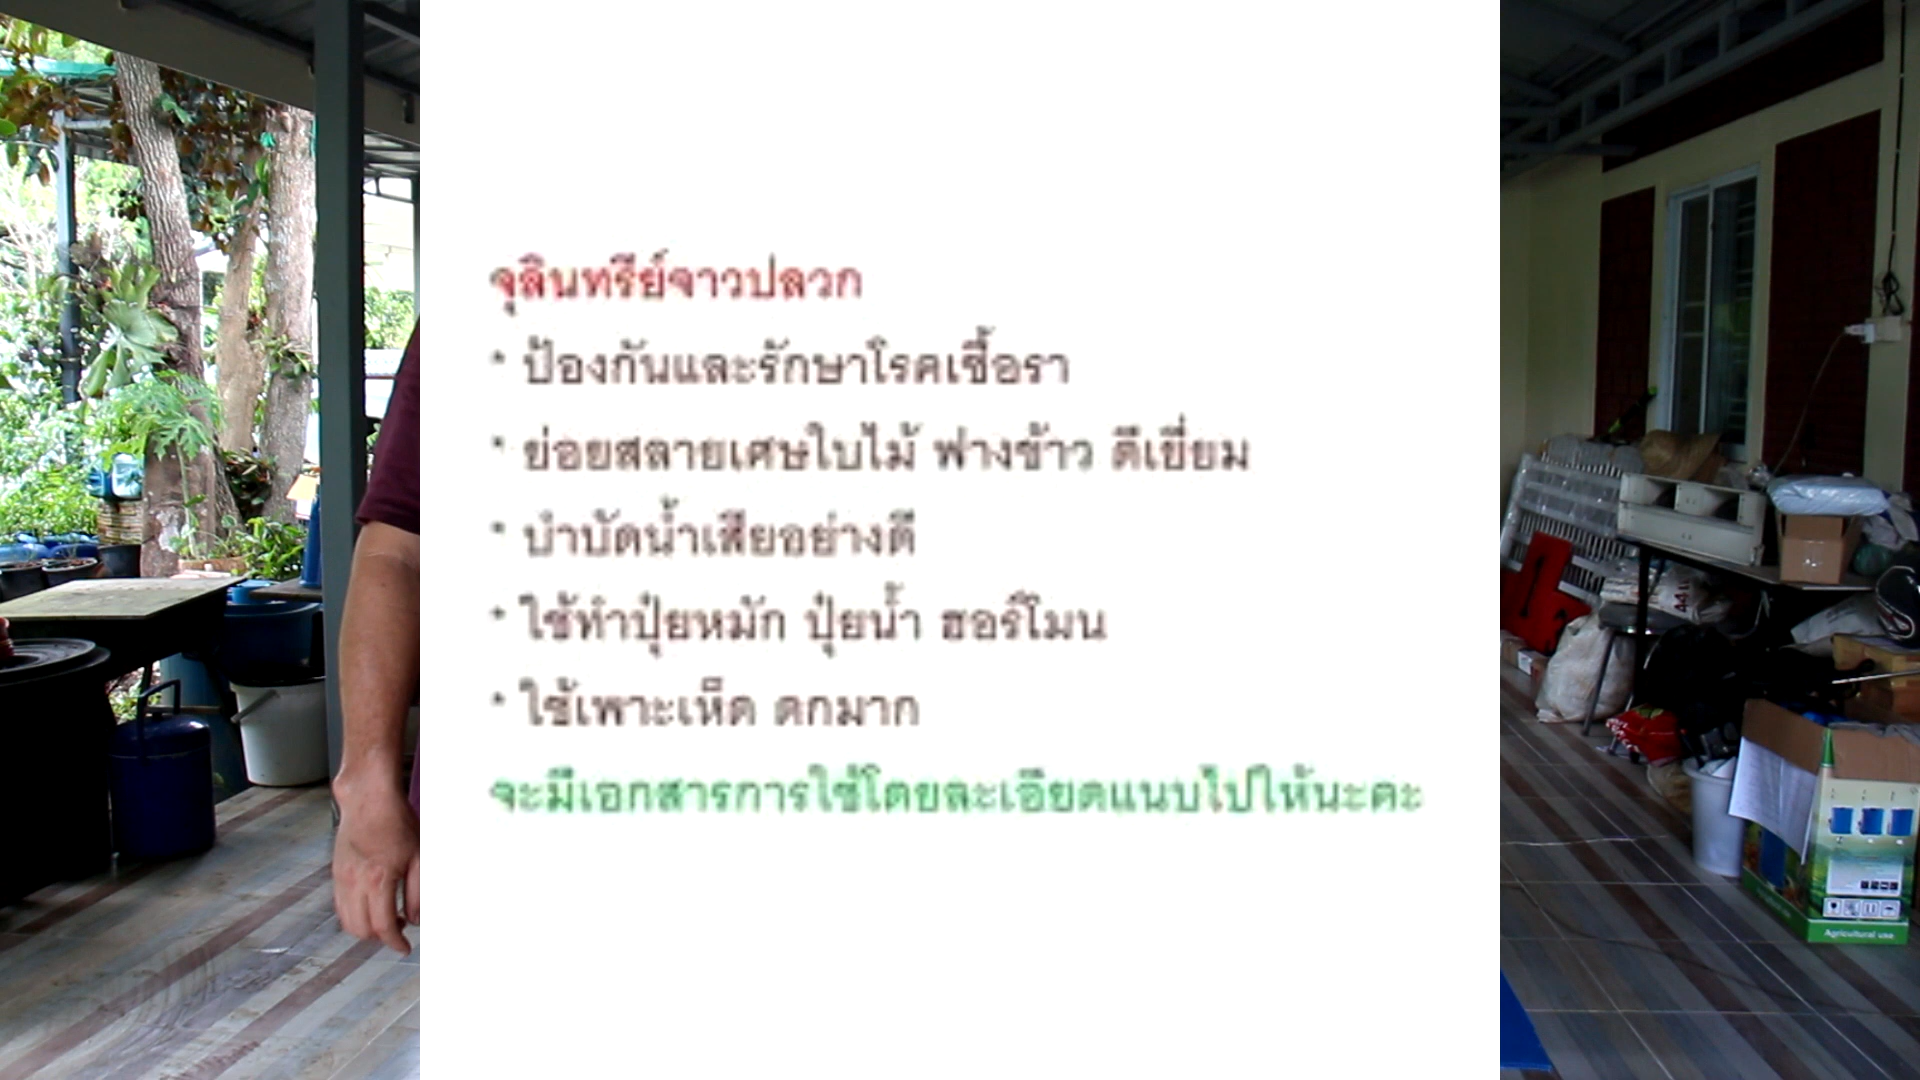 จุลินทรีย์จาวปลวก
* ป้องกันและรักษาโรคเชื้อรา
* ย่อยสลายเศษใบไม้ ฟางข้าว ดีเยี่ยม
* บำบัดน้ำเสียอย่างดี
* ใช้ทำปุ๋ยหมัก ปุ๋ยน้ำ ฮอร์โมน
* ใช้เพาะเห็ด ดกมาก
จะมีเอกสารการใช้โดยละเอียดแนบไปให้นะคะ
Agricultural use